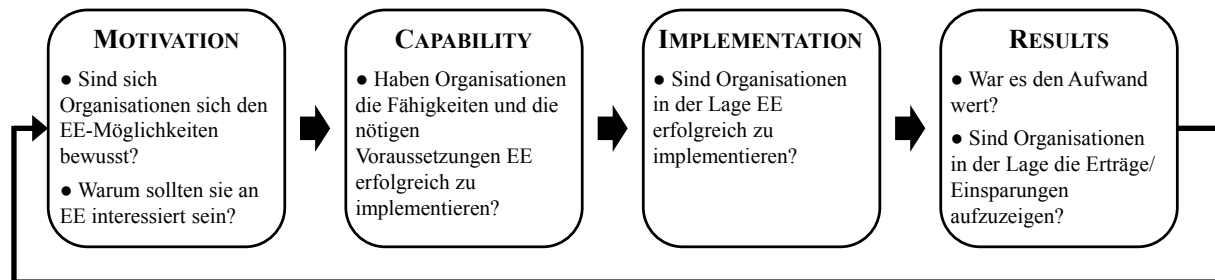 MOTIVATION
● Sind sich
Organisationen sich den
EE-Möglichkeiten
bewusst?
● Warum sollten sie an
EE interessiert sein?
CAPABILITY
● Haben Organisationen
die Fähigkeiten und die
nötigen
Voraussetzungen EE
erfolgreich zu
implementieren?
IMPLEMENTATION
● Sind Organisationen
in der Lage EE
erfolgreich zu
implementieren?
RESULTS
● War es den Aufwand
wert?
● Sind Organisationen
in der Lage die Erträge/
Einsparungen
aufzuzeigen?